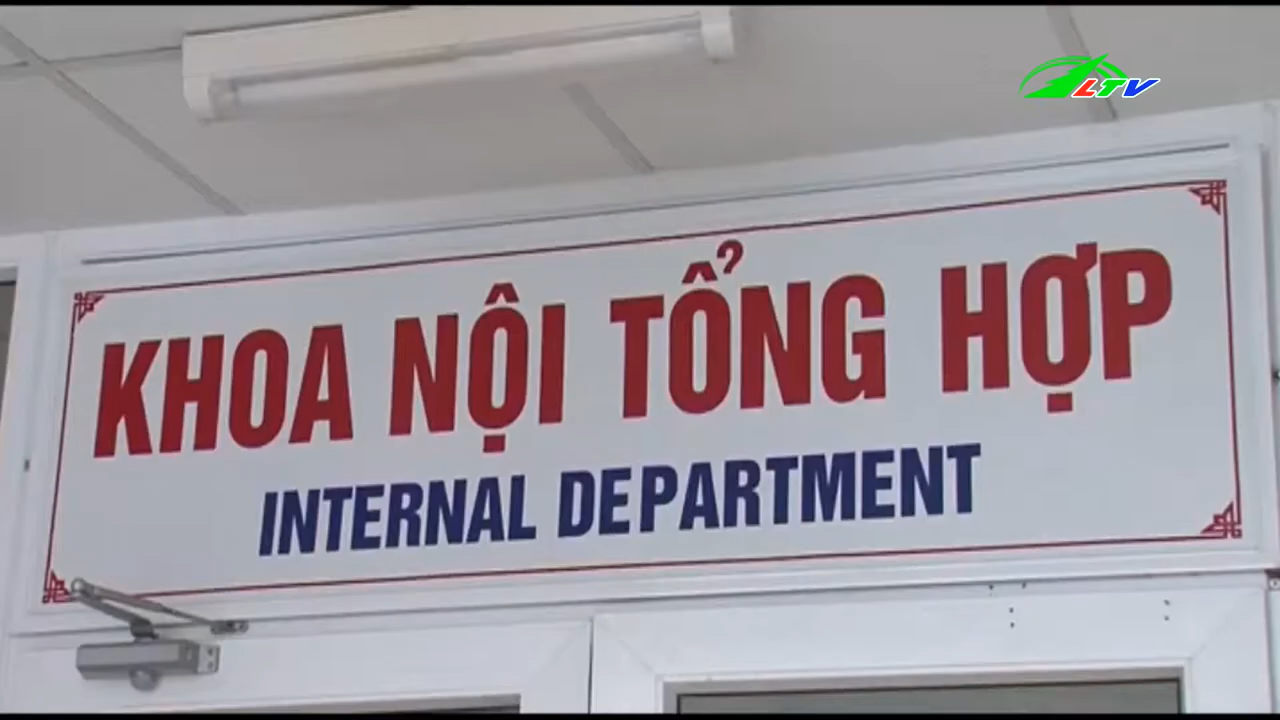 LTV
KHOA NỘI TỔNG HỢP
INTERNAL DEPARTMENT